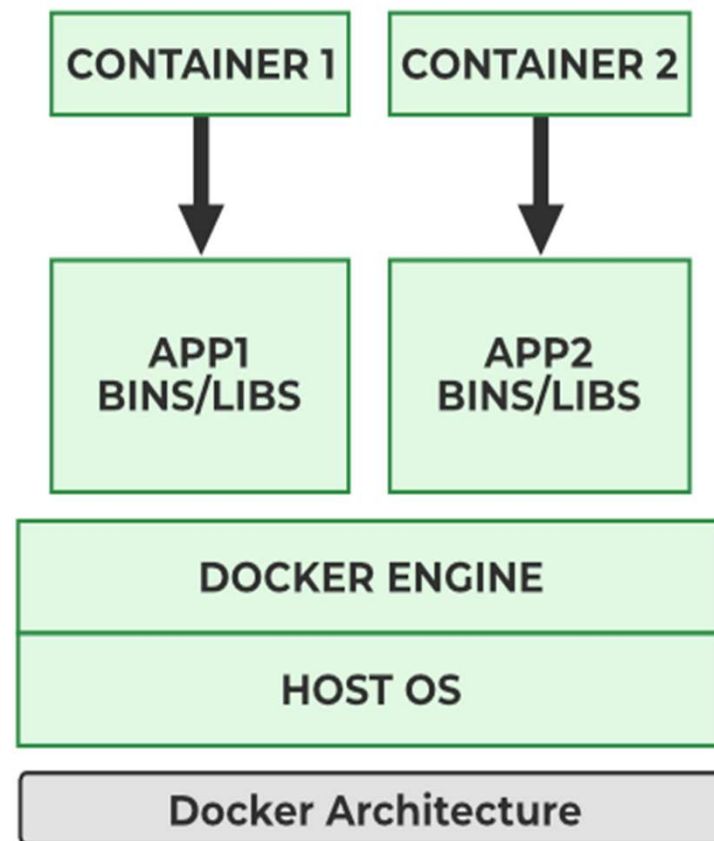 CONTAINER 1
CONTAINER 2
APP1
BINS/LIBS
APP2
BINS/LIBS
DOCKER ENGINE
HOST OS
Docker Architecture